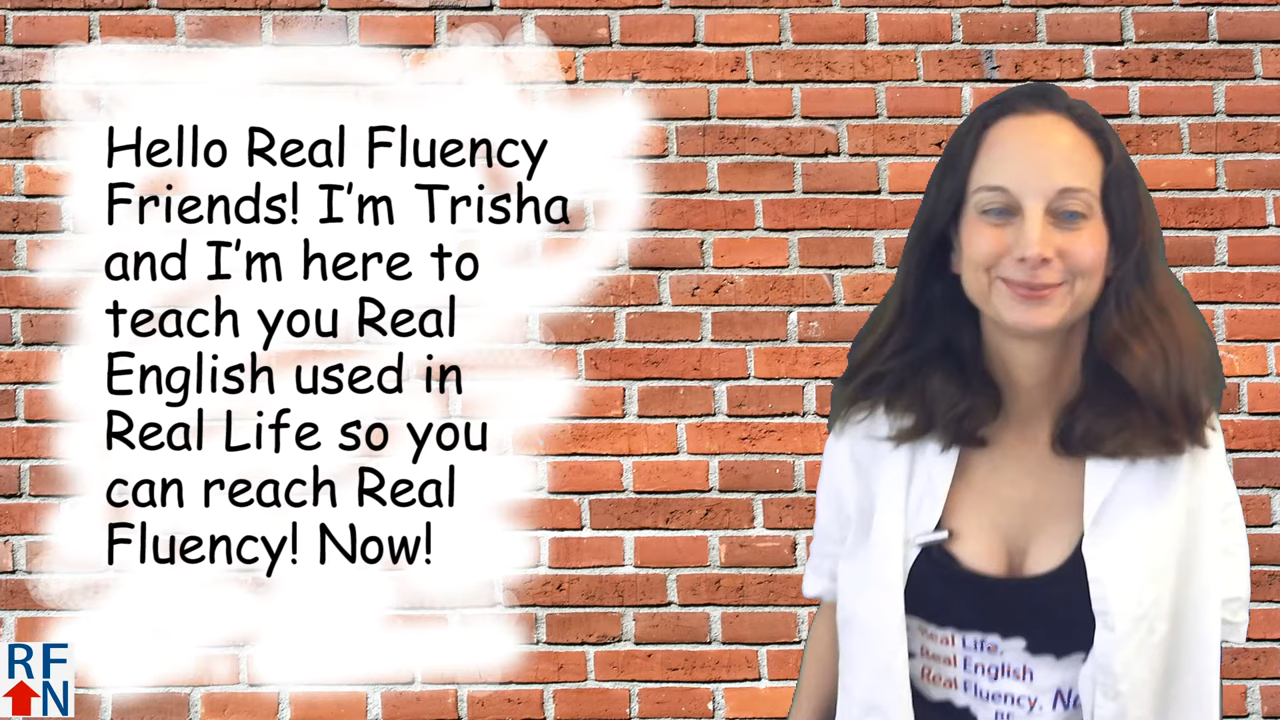 Hello Real Fluency
Friends! I'm Trisha
and I'm here to
teach you Real
English used in
Real Life so you
can reach Real
Fluency! Now!
Real Life.
Real English
Real Fluency.
RF
N